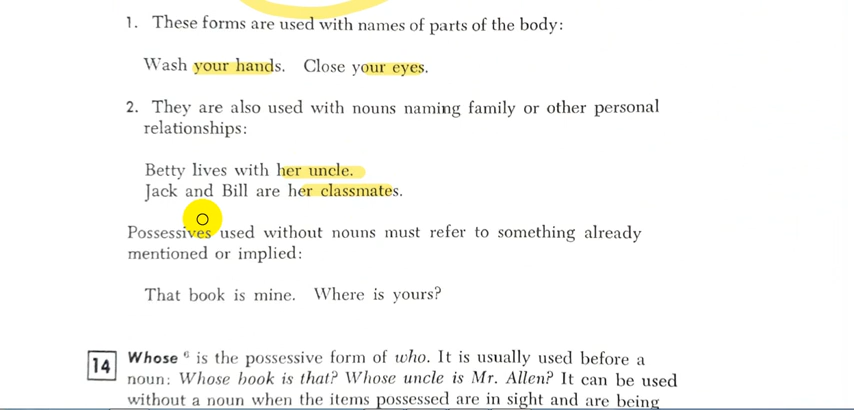 1. These forms are used with names of parts of the body:
Wash your hands. Close your eyes.
2. They are also used with nouns naming family or other personal
relationships:
Betty lives with her uncle.
Jack and Bill are her classmates.
Possessives used without nouns must refer to something already
mentioned or implied:
That book is mine. Where is yours?
14 Whose 6 is the possessive form of who. It is usually used before a
noun: Whose book is that? Whose uncle is Mr. Allen? It can be used
without a noun when the items possessed are in sight and are being